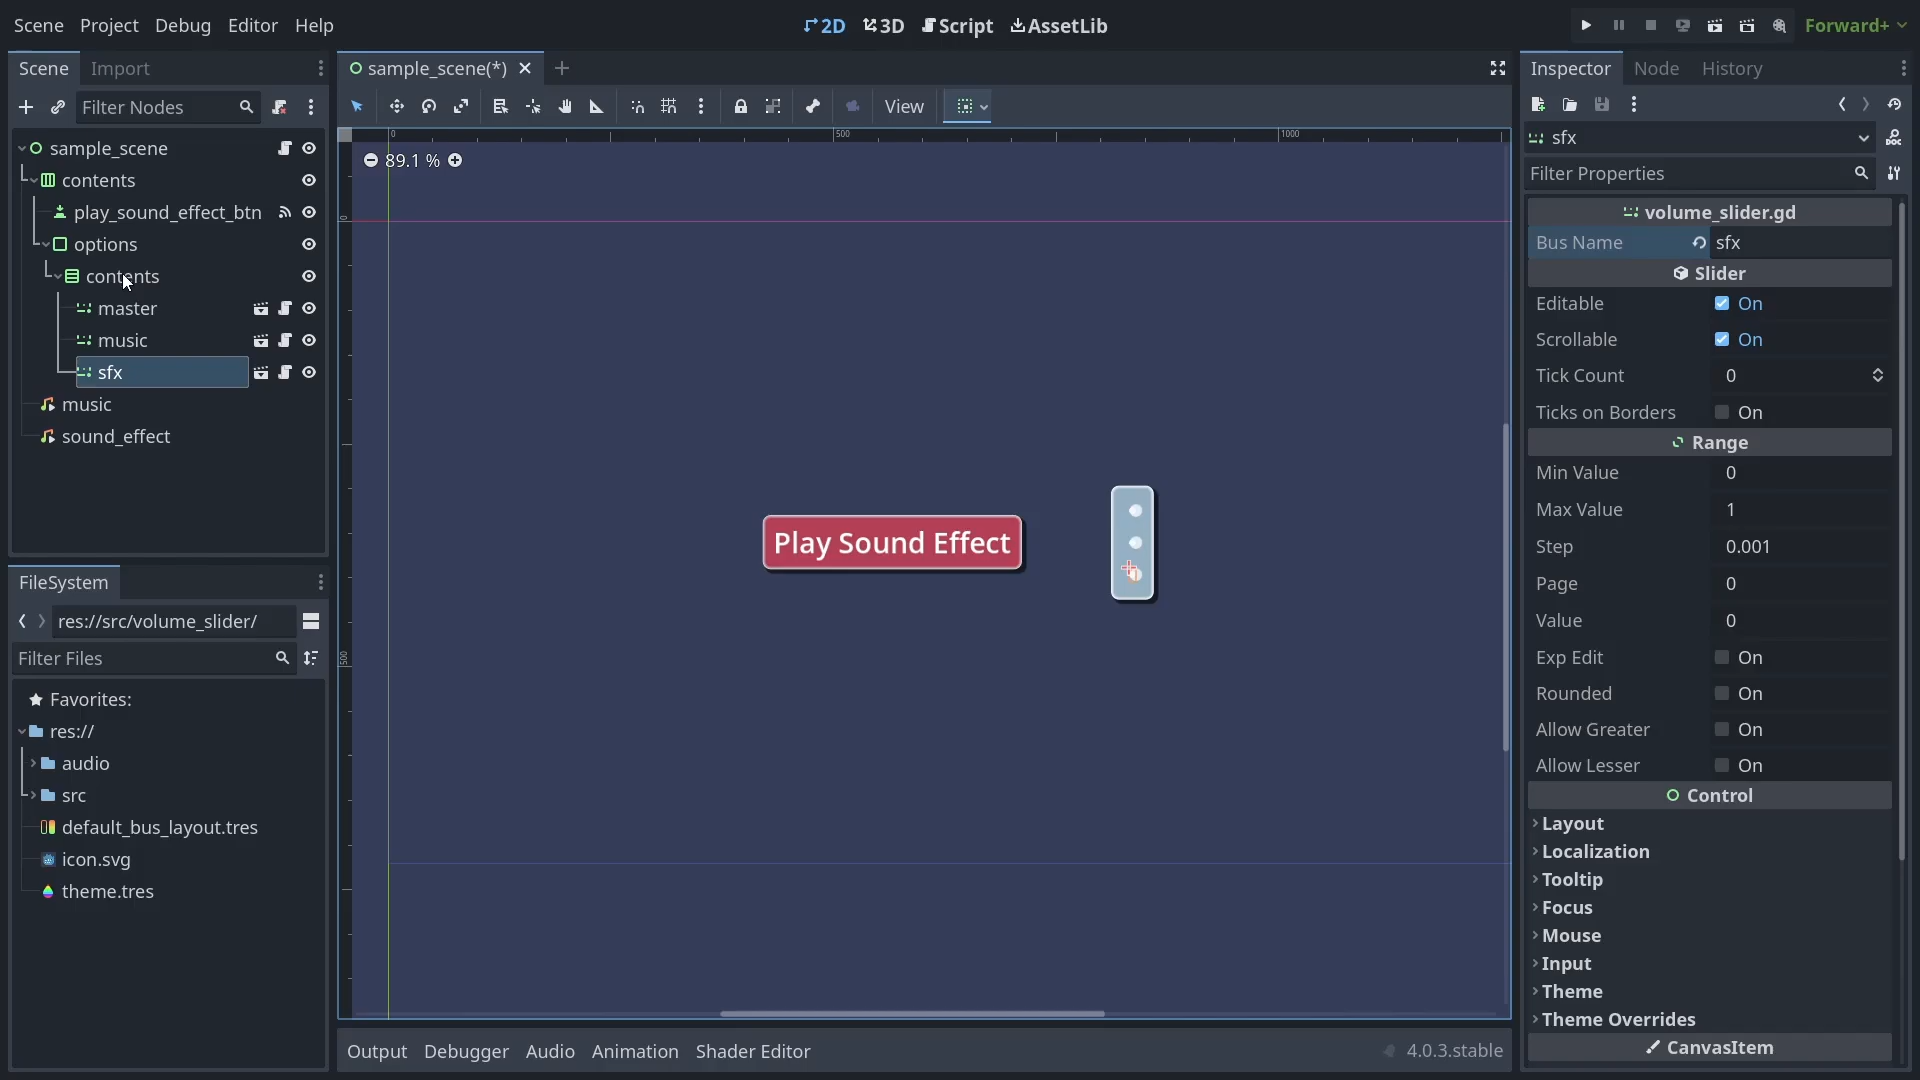 Scene Project Debug Editor Help
2D 3D Script AssetLib
Forward+
Scene Import
Filter Nodes
sample_scene
contents
play_sound_effect_btn
options
contents
master
music
sfx
music
sound_effect
FileSystem
res://src/volume_slider/
Filter Files
Favorites:
res://
audio
src
default_bus_layout.tres
icon.svg
theme.tres
sample_scene(*)
View
0 500 1000
89.1 %
0
500
Play Sound Effect
Output Debugger Audio Animation Shader Editor
4.0.3.stable
Inspector Node History
sfx
DOC
Filter Properties
volume_slider.gd
Bus Name sfx
Slider
Editable On
Scrollable On
Tick Count 0
Ticks on Borders On
Range
Min Value 0
Max Value 1
Step 0.001
Page 0
Value 0
Exp Edit On
Rounded On
Allow Greater On
Allow Lesser On
Control
Layout
Localization
Tooltip
Focus
Mouse
Input
Theme
Theme Overrides
CanvasItem